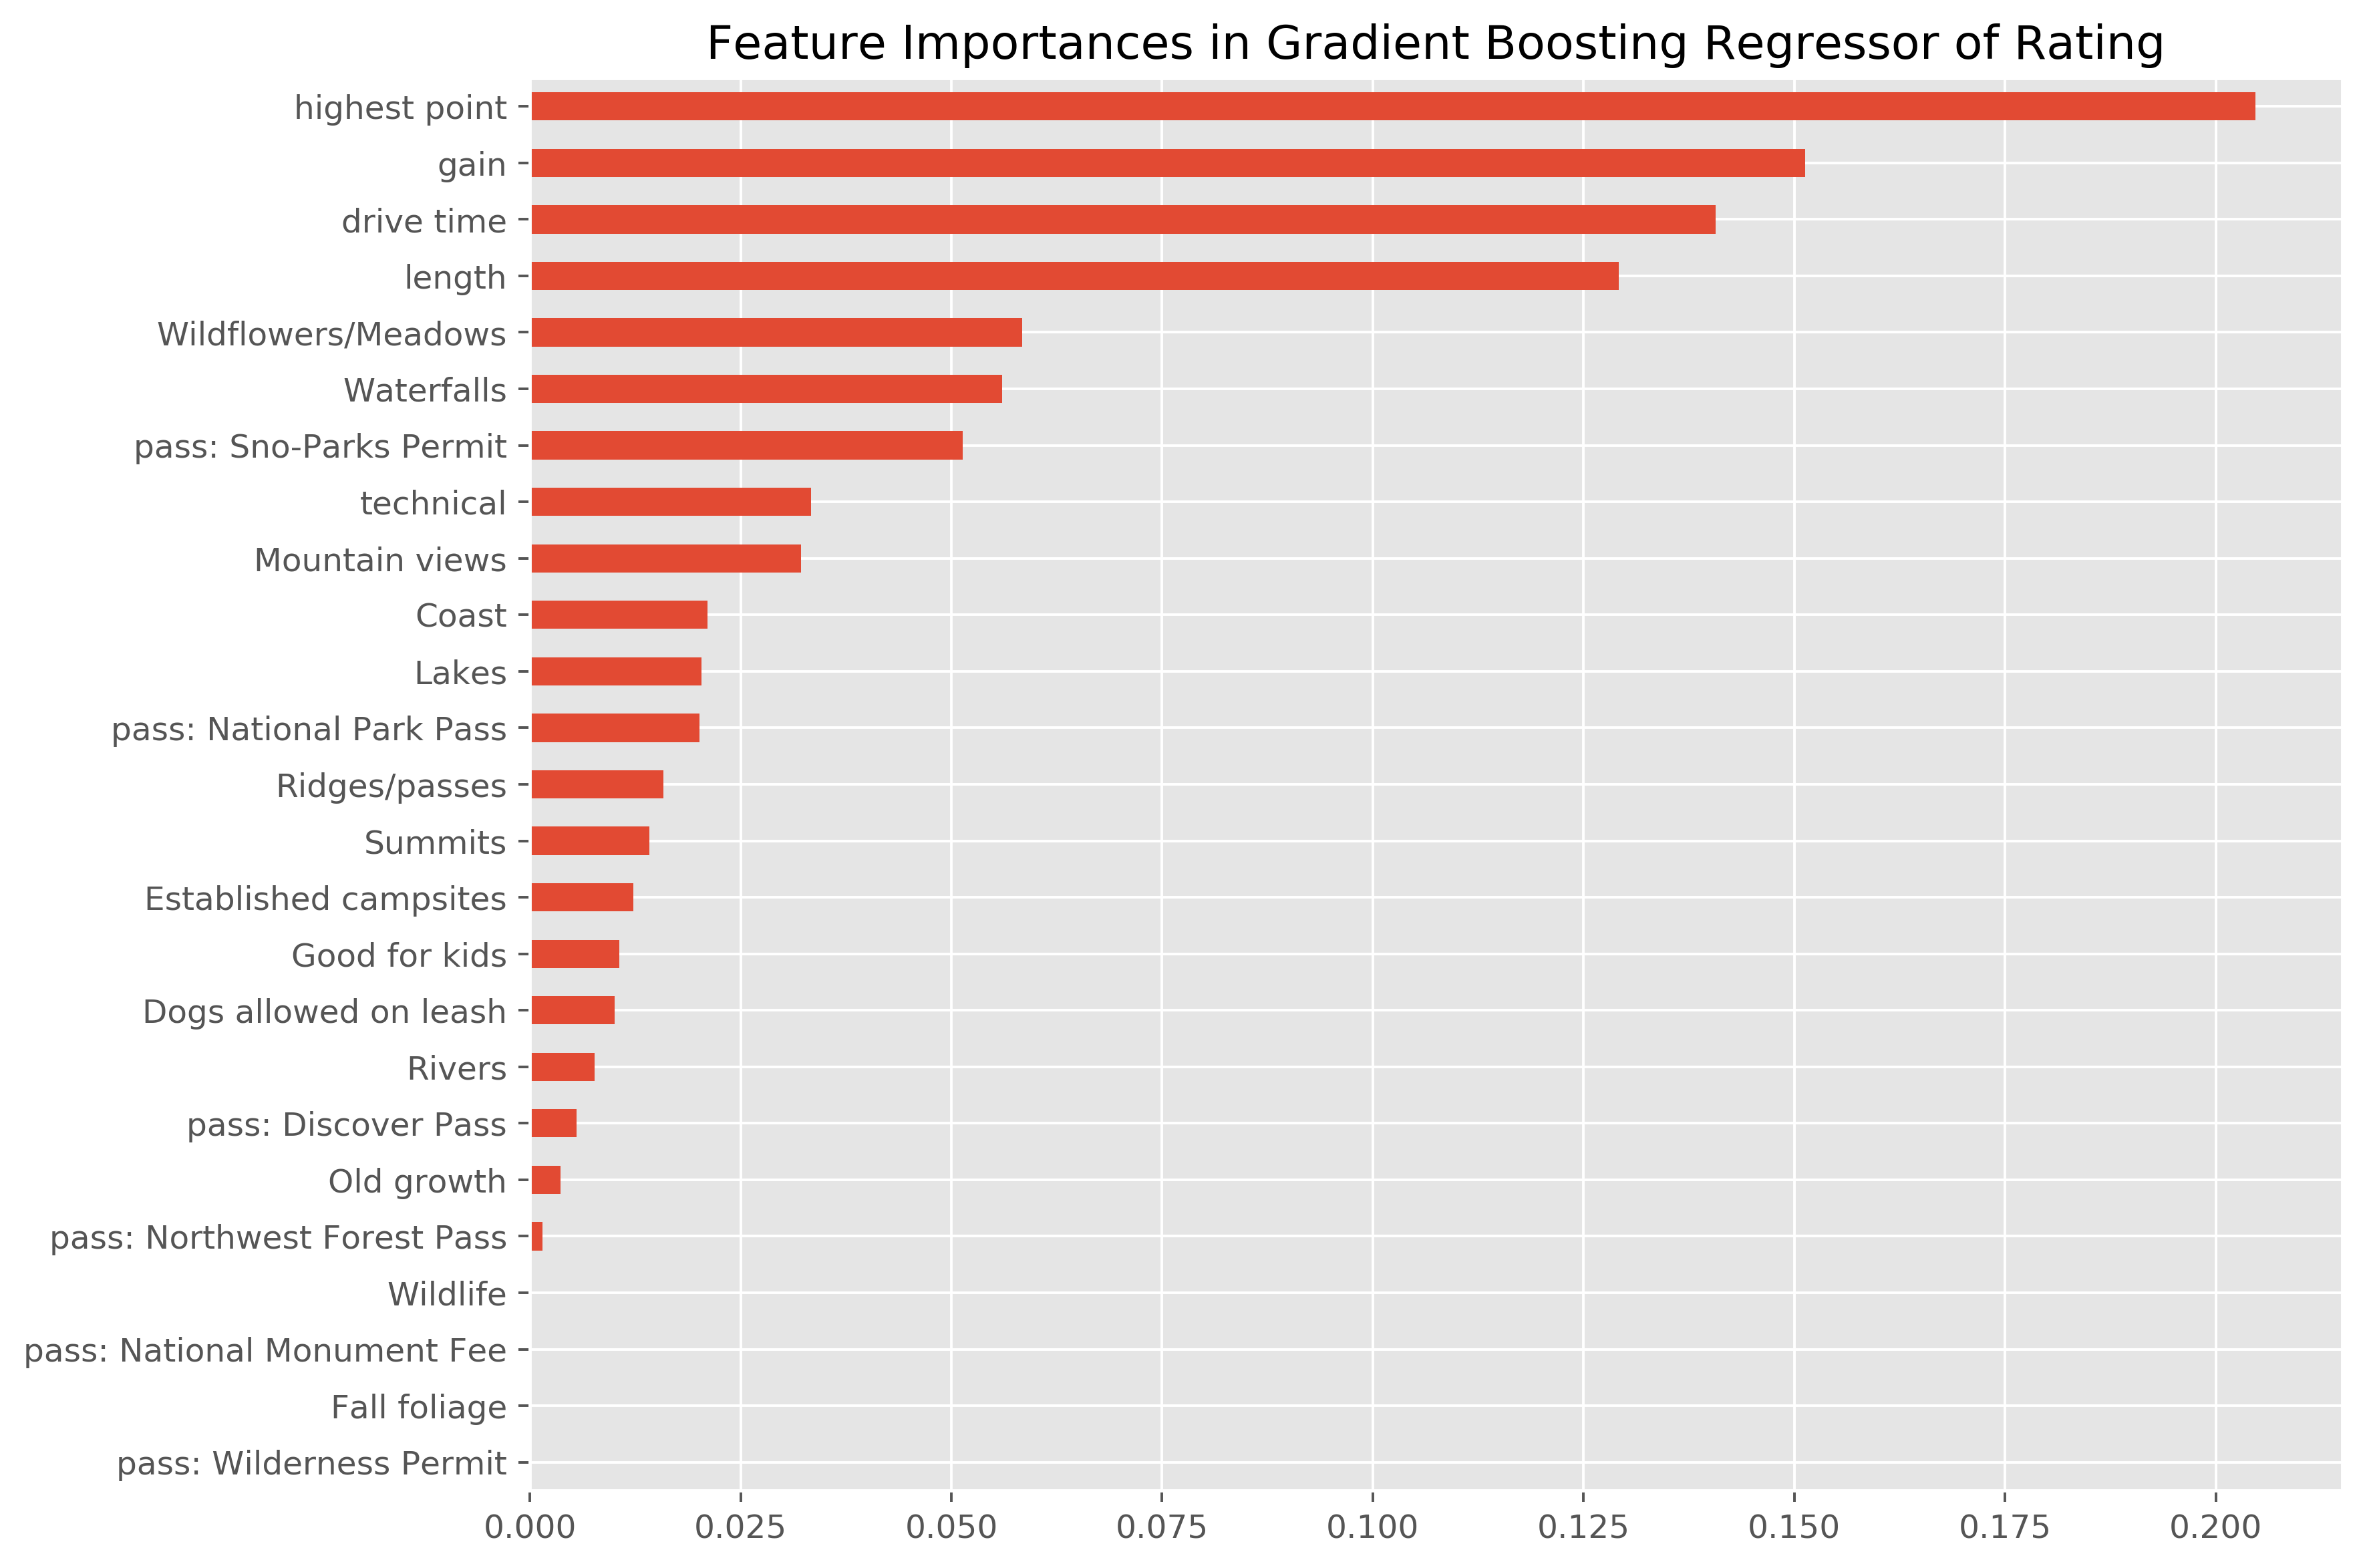 Feature Importances in Gradient Boosting Regressor of Rating
highest point
gain
drive time
length
Wildflowers/Meadows
Waterfalls
pass: Sno-Parks Permit
technical
Mountain views
Coast
Lakes
pass: National Park Pass
Ridges/passes
Summits
Established campsites
Good for kids
Dogs allowed on leash
Rivers
pass: Discover Pass
Old growth
pass: Northwest Forest Pass
Wildlife
pass: National Monument Fee
Fall foliage
pass: Wilderness Permit
0.000 0.025 0.050 0.075 0.100 0.125 0.150 0.175 0.200